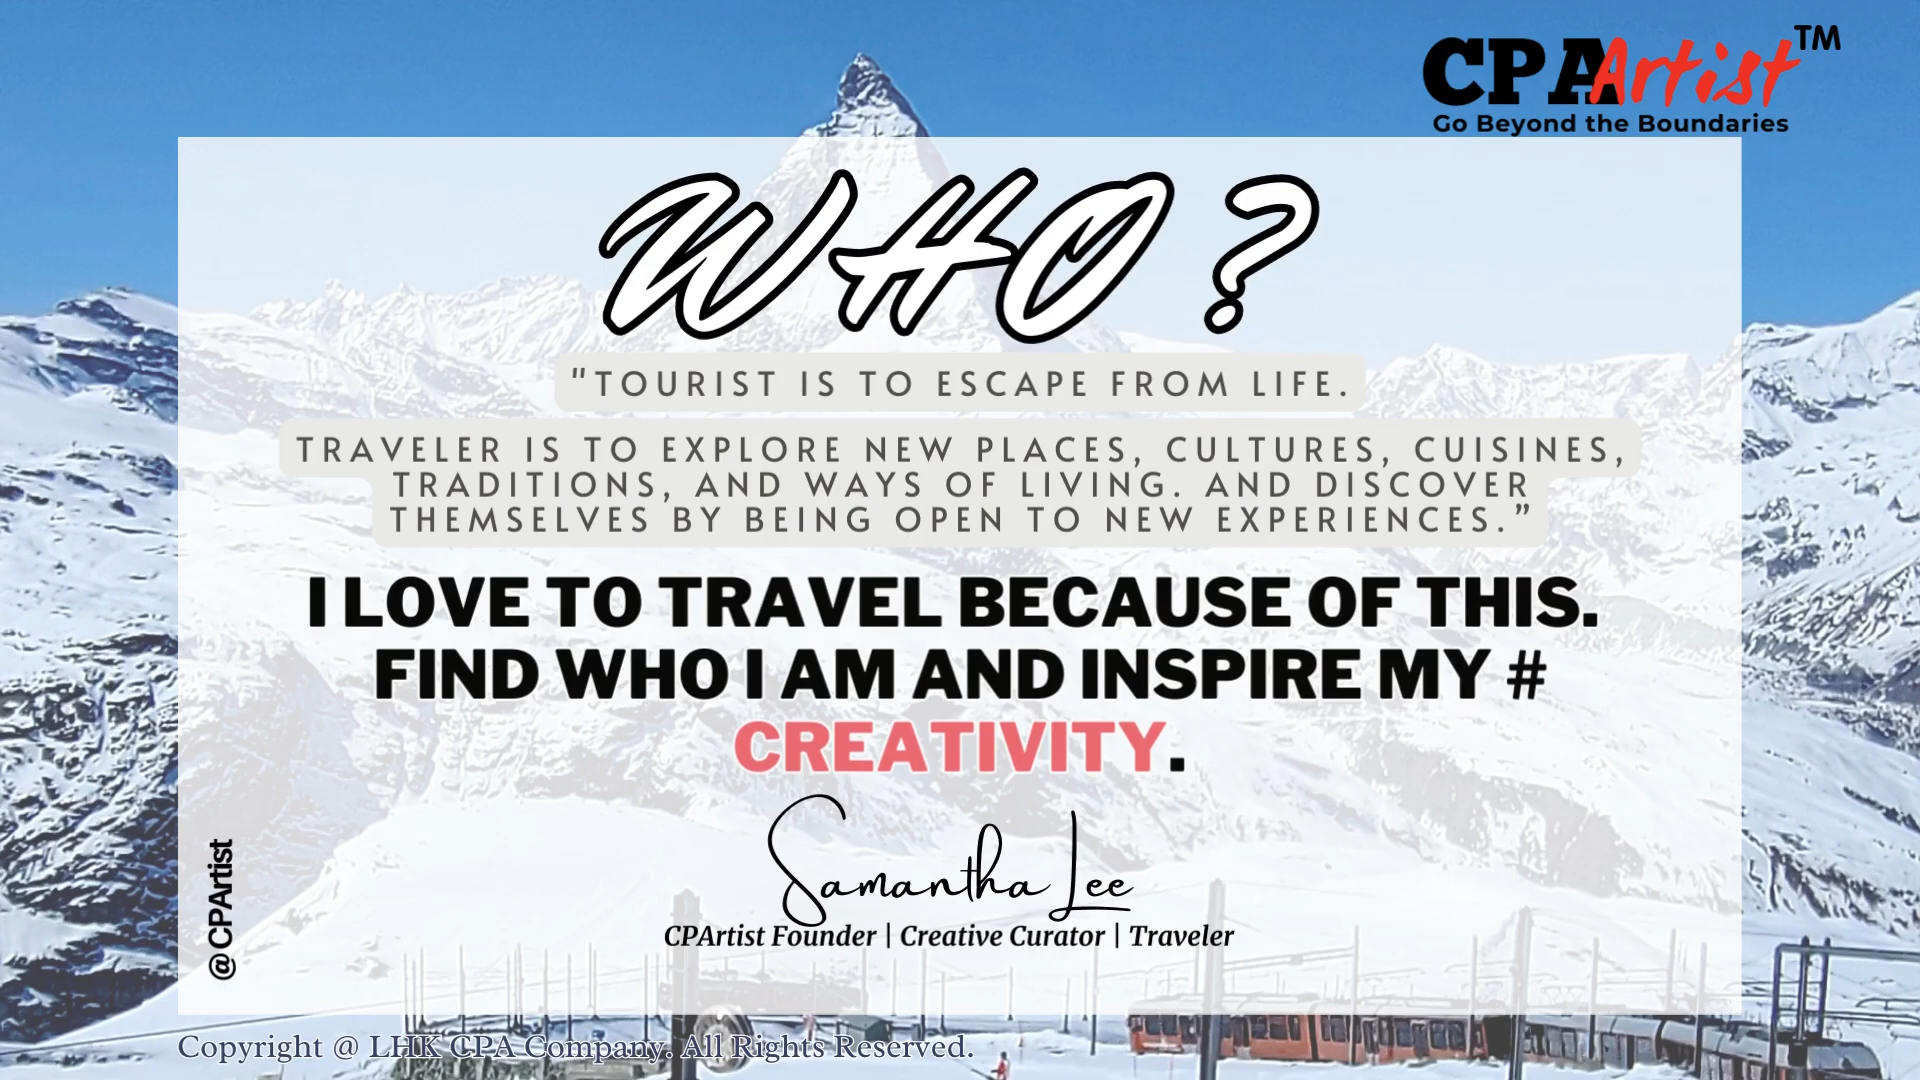 CPAArtist™
Go Beyond the Boundaries
WHO?
"TOURIST IS TO ESCAPE FROM LIFE.
TRAVELER IS TO EXPLORE NEW PLACES, CULTURES, CUISINES,
TRADITIONS, AND WAYS OF LIVING. AND DISCOVER
THEMSELVES BY BEING OPEN TO NEW EXPERIENCES.”
I LOVE TO TRAVEL BECAUSE OF THIS.
FIND WHO I AM AND INSPIRE MY #
CREATIVITY.
Samantha Lee
CPArtist Founder | Creative Curator | Traveler
@CPArtist
Copyright @ LHK CPA Company. All Rights Reserved.